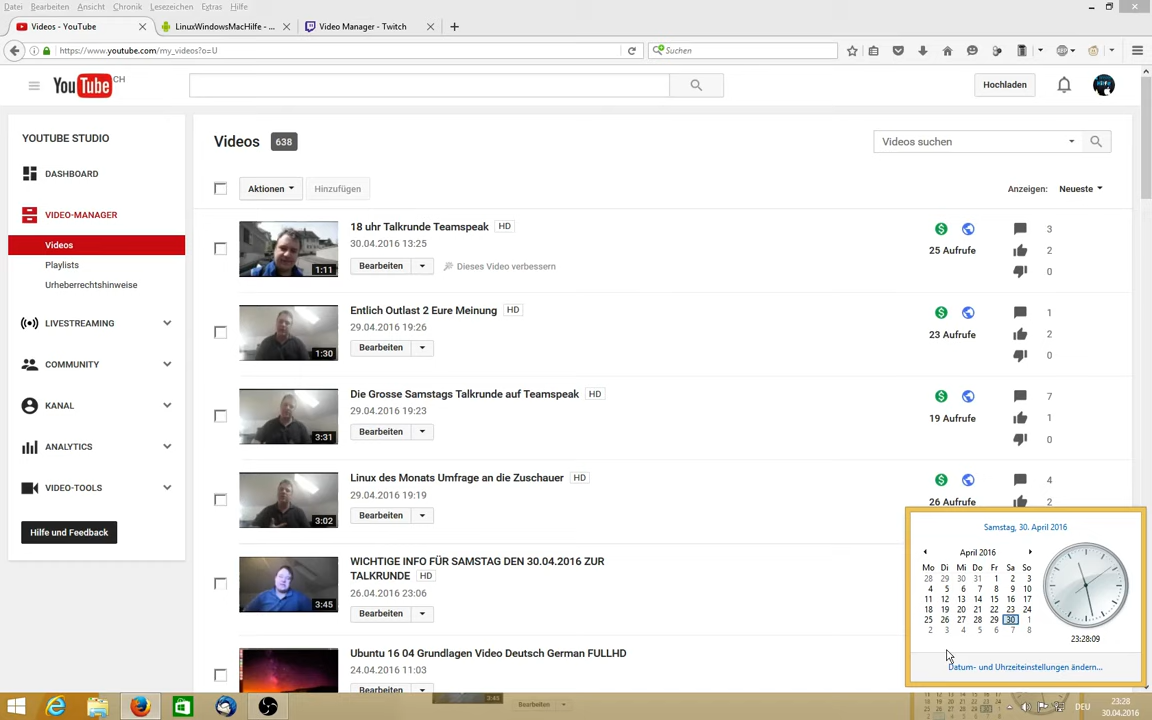 Datei Bearbeiten Ansicht Chronik Lesezeichen Extras Hilfe
Videos - YouTube
LinuxWindowsMacHilfe - ...
Video Manager - Twitch
https://www.youtube.com/my_videos?o=U
Suchen
YouTube CH
Hochladen
YOUTUBE STUDIO
DASHBOARD
VIDEO-MANAGER
Videos
Playlists
Urheberrechtshinweise
LIVESTREAMING
COMMUNITY
KANAL
ANALYTICS
VIDEO-TOOLS
Hilfe und Feedback
Videos 638
Videos suchen
Aktionen Hinzufügen
Anzeigen: Neueste
1:11
18 uhr Talkrunde Teamspeak HD
30.04.2016 13:25
Bearbeiten Dieses Video verbessern
25 Aufrufe
3
2
0
1:30
Entlich Outlast 2 Eure Meinung HD
29.04.2016 19:26
Bearbeiten
23 Aufrufe
1
2
0
3:31
Die Grosse Samstags Talkrunde auf Teamspeak HD
29.04.2016 19:23
Bearbeiten
19 Aufrufe
7
1
0
3:02
Linux des Monats Umfrage an die Zuschauer HD
29.04.2016 19:19
Bearbeiten
26 Aufrufe
4
2
3:45
WICHTIGE INFO FÜR SAMSTAG DEN 30.04.2016 ZUR
TALKRUNDE HD
26.04.2016 23:06
Bearbeiten
Ubuntu 16 04 Grundlagen Video Deutsch German FULLHD
24.04.2016 11:03
Bearbeiten
Samstag, 30. April 2016
April 2016
Mo Di Mi Do Fr Sa So
28 29 30 31 1 2 3
4 5 6 7 8 9 10
11 12 13 14 15 16 17
18 19 20 21 22 23 24
25 26 27 28 29 30 1
2 3 4 5 6 7 8
23:28:09
Datum- und Uhrzeiteinstellungen ändern...
3:45
Bearbeiten
DEU
23:28
30.04.2016